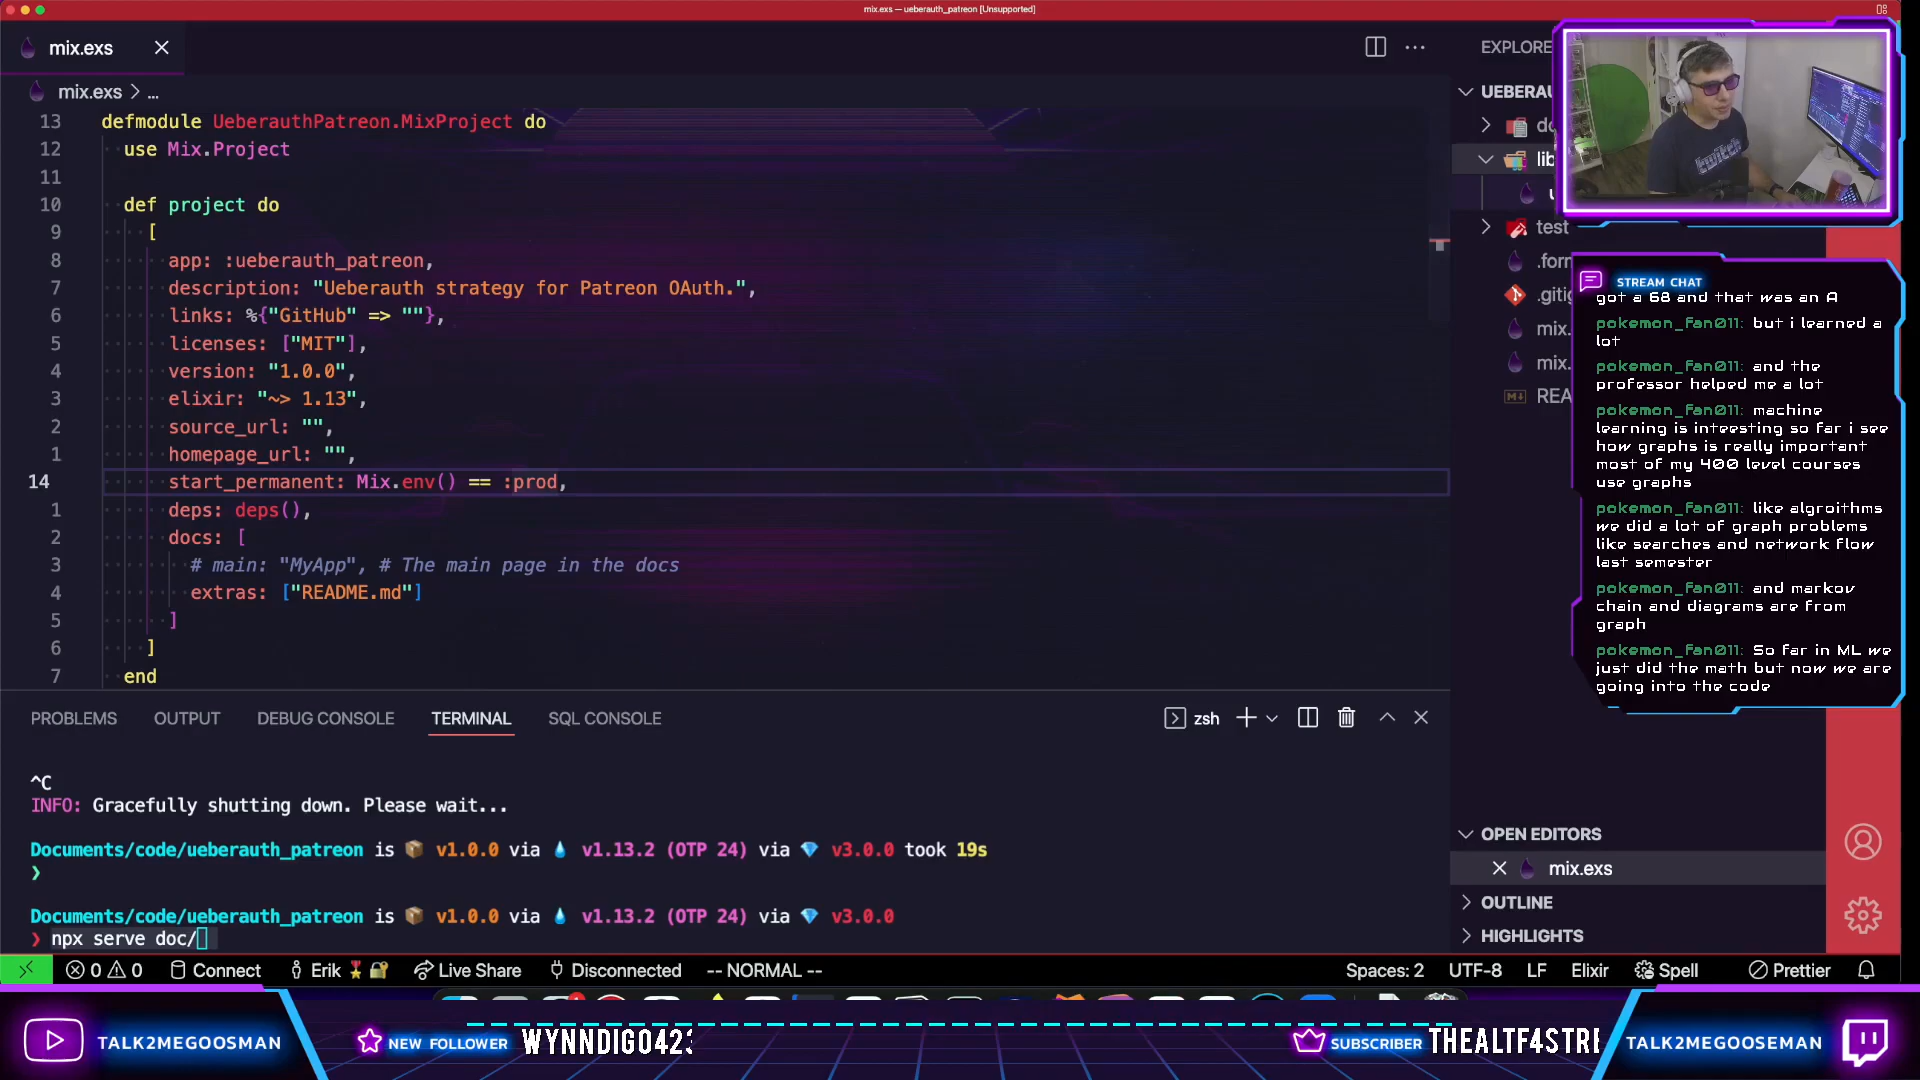 mix.exs — ueberauth_patreon [Unsupported]
mix.exs
mix.exs > ...
EXPLORE
UEBERAU
lib
test
.form
.gitig
mix.
mix.
REA
13 defmodule UeberauthPatreon.MixProject do
12 use Mix.Project
11
10 def project do
9 [
8 app: :ueberauth_patreon,
7 description: "Ueberauth strategy for Patreon OAuth.",
6 links: %{"GitHub" => ""},
5 licenses: ["MIT"],
4 version: "1.0.0",
3 elixir: "~> 1.13",
2 source_url: "",
1 homepage_url: "",
14 start_permanent: Mix.env() == :prod,
1 deps: deps(),
2 docs: [
3 # main: "MyApp", # The main page in the docs
4 extras: ["README.md"]
5 ]
6 ]
7 end
STREAM CHAT
got a 68 and that was an A
pokemon_fan011: but i learned a
lot
pokemon_fan011: and the
professor helped me a lot
pokemon_fan011: machine
learning is inteesting so far i see
how graphs is really important
most of my 400 level courses
use graphs
pokemon_fan011: like algroithms
we did a lot of graph problems
like searches and network flow
last semester
pokemon_fan011: and markov
chain and diagrams are from
graph
pokemon_fan011: So far in ML we
just did the math but now we are
going into the code
PROBLEMS OUTPUT DEBUG CONSOLE TERMINAL SQL CONSOLE zsh
^C
INFO: Gracefully shutting down. Please wait...
Documents/code/ueberauth_patreon is v1.0.0 via v1.13.2 (OTP 24) via v3.0.0 took 19s
❯
Documents/code/ueberauth_patreon is v1.0.0 via v1.13.2 (OTP 24) via v3.0.0
❯ npx serve doc/
OPEN EDITORS
mix.exs
OUTLINE
HIGHLIGHTS
0 0 Connect Erik Live Share Disconnected -- NORMAL -- Spaces: 2 UTF-8 LF Elixir Spell Prettier
TALK2MEGOOSMAN
NEW FOLLOWER WYNNDIGO423
SUBSCRIBER THEALTF4STRE
TALK2MEGOOSEMAN